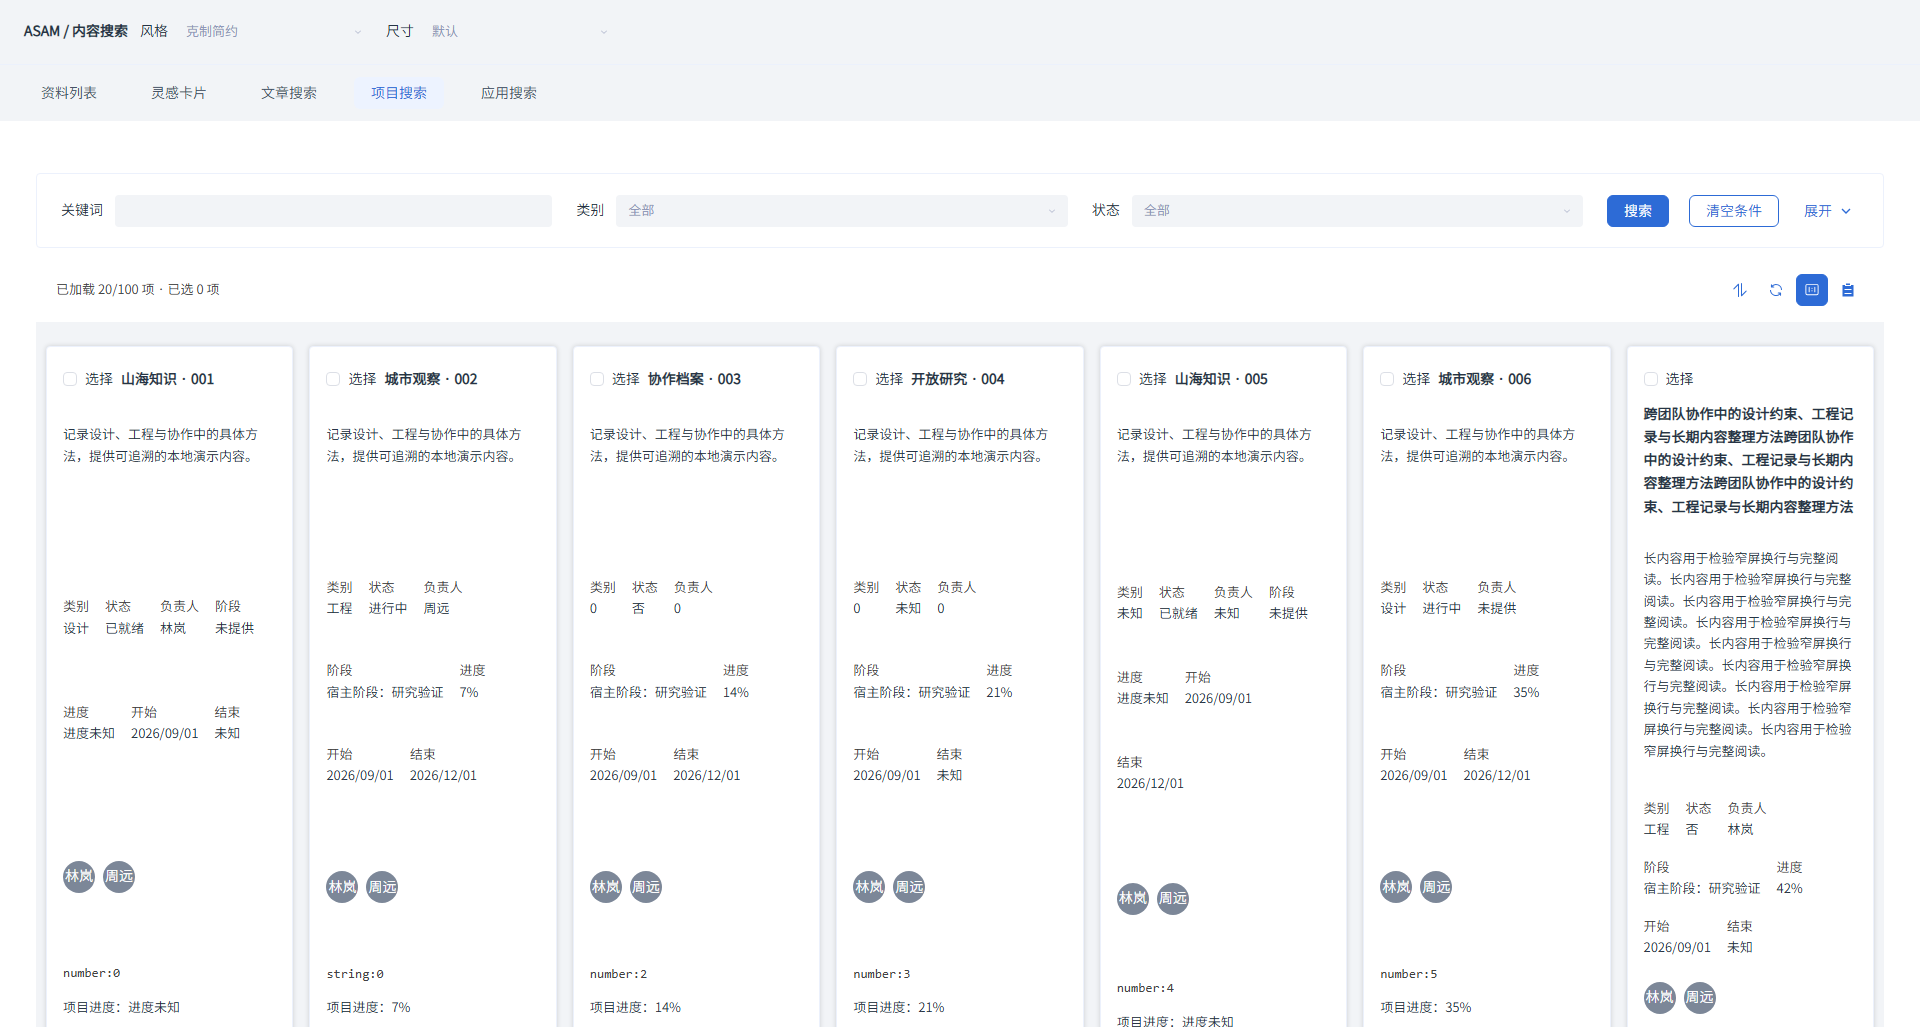 ASAM / 内容搜索 风格 克制简约 尺寸 默认
资料列表 灵感卡片 文章搜索 项目搜索 应用搜索
关键词 类别 全部 状态 全部 搜索 清空条件 展开
已加载 20/100 项 · 已选 0 项
选择 山海知识 · 001
记录设计、工程与协作中的具体方
法，提供可追溯的本地演示内容。
类别 状态 负责人 阶段
设计 已就绪 林岚 未提供
进度 开始 结束
进度未知 2026/09/01 未知
林岚 周远
number:0
项目进度：进度未知
选择 城市观察 · 002
记录设计、工程与协作中的具体方
法，提供可追溯的本地演示内容。
类别 状态 负责人
工程 进行中 周远
阶段 进度
宿主阶段：研究验证 7%
开始 结束
2026/09/01 2026/12/01
林岚 周远
string:0
项目进度：7%
选择 协作档案 · 003
记录设计、工程与协作中的具体方
法，提供可追溯的本地演示内容。
类别 状态 负责人
0 否 0
阶段 进度
宿主阶段：研究验证 14%
开始 结束
2026/09/01 2026/12/01
林岚 周远
number:2
项目进度：14%
选择 开放研究 · 004
记录设计、工程与协作中的具体方
法，提供可追溯的本地演示内容。
类别 状态 负责人
0 未知 0
阶段 进度
宿主阶段：研究验证 21%
开始 结束
2026/09/01 未知
林岚 周远
number:3
项目进度：21%
选择 山海知识 · 005
记录设计、工程与协作中的具体方
法，提供可追溯的本地演示内容。
类别 状态 负责人 阶段
未知 已就绪 未知 未提供
进度 开始
进度未知 2026/09/01
结束
2026/12/01
林岚 周远
number:4
项目进度：进度未知
选择 城市观察 · 006
记录设计、工程与协作中的具体方
法，提供可追溯的本地演示内容。
类别 状态 负责人
设计 进行中 未提供
阶段 进度
宿主阶段：研究验证 35%
开始 结束
2026/09/01 2026/12/01
林岚 周远
number:5
项目进度：35%
选择
跨团队协作中的设计约束、工程记
录与长期内容整理方法跨团队协作
中的设计约束、工程记录与长期内
容整理方法跨团队协作中的设计约
束、工程记录与长期内容整理方法
长内容用于检验窄屏换行与完整阅
读。长内容用于检验窄屏换行与完整
阅读。长内容用于检验窄屏换行与完
整阅读。长内容用于检验窄屏换行与
完整阅读。长内容用于检验窄屏换行
与完整阅读。长内容用于检验窄屏换
行与完整阅读。长内容用于检验窄屏
换行与完整阅读。长内容用于检验窄
屏换行与完整阅读。长内容用于检验
窄屏换行与完整阅读。
类别 状态 负责人
工程 否 林岚
阶段 进度
宿主阶段：研究验证 42%
开始 结束
2026/09/01 未知
林岚 周远